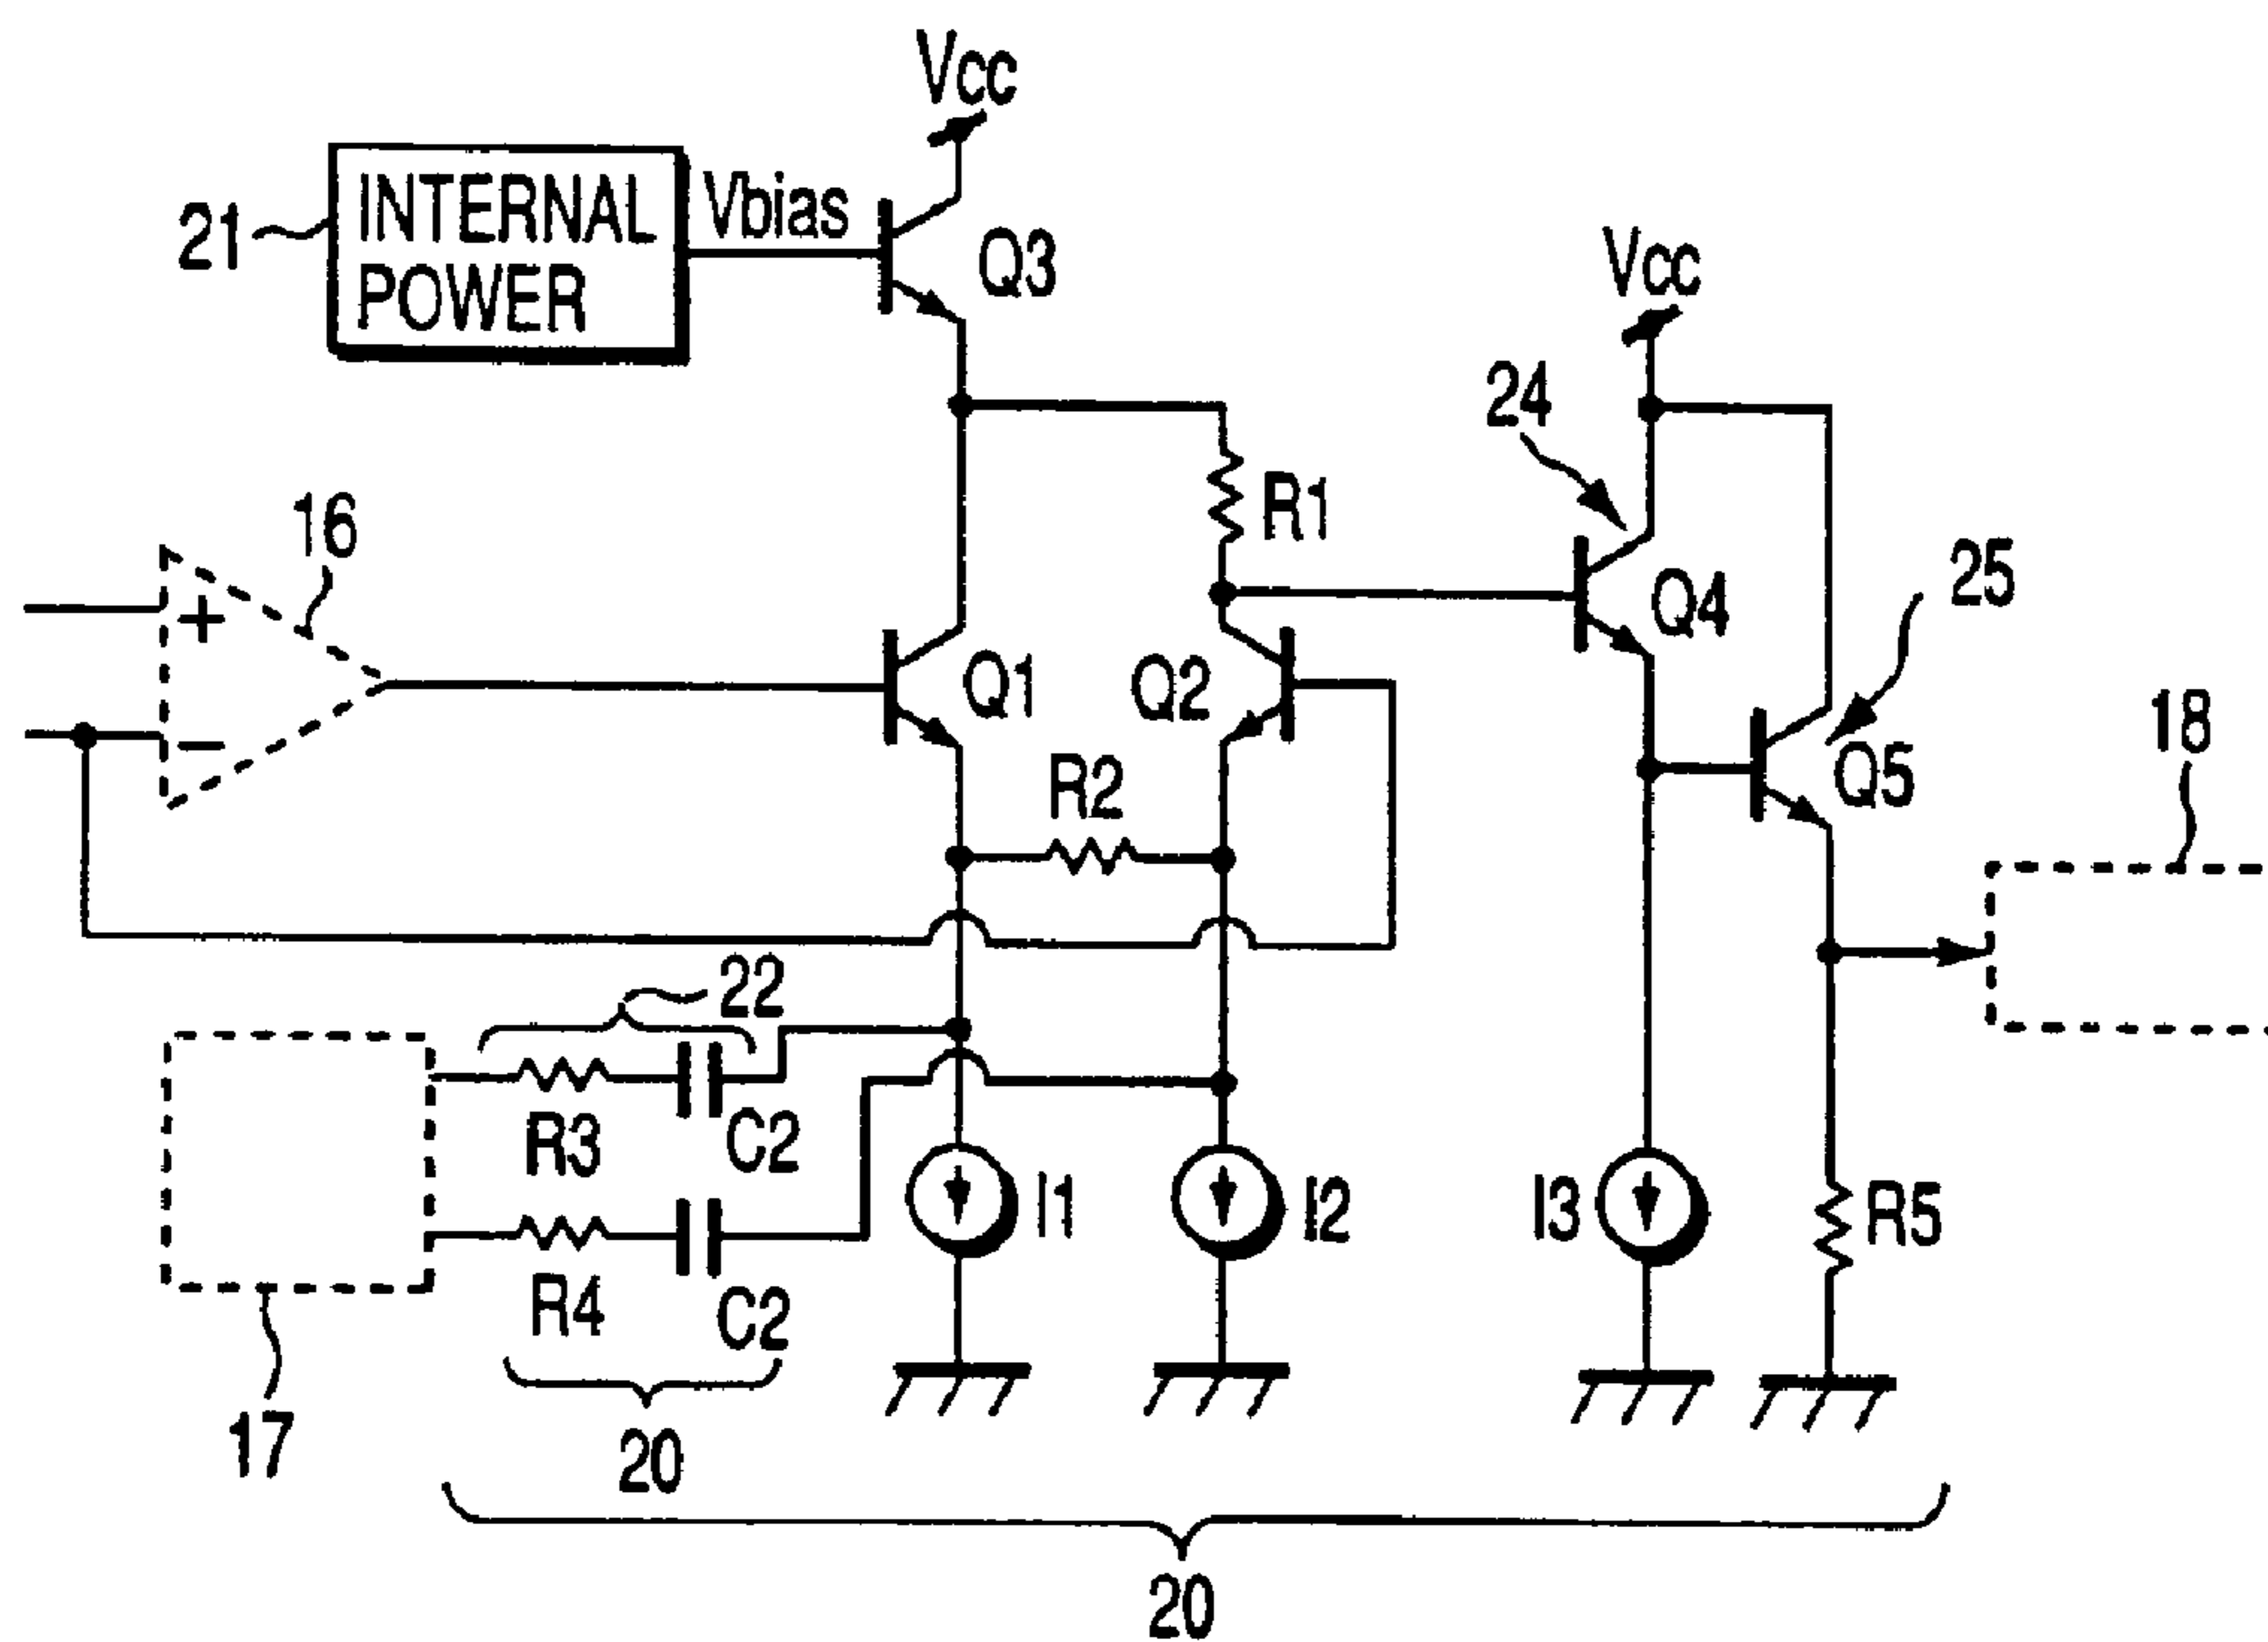 Vcc
21
INTERNAL
POWER
Vbias
Q3
Vcc
24
16
R1
25
+
Q4
Q1
Q2
18
−
R2
Q5
22
R3
C2
I1
I2
I3
R5
R4
C2
17
20
20